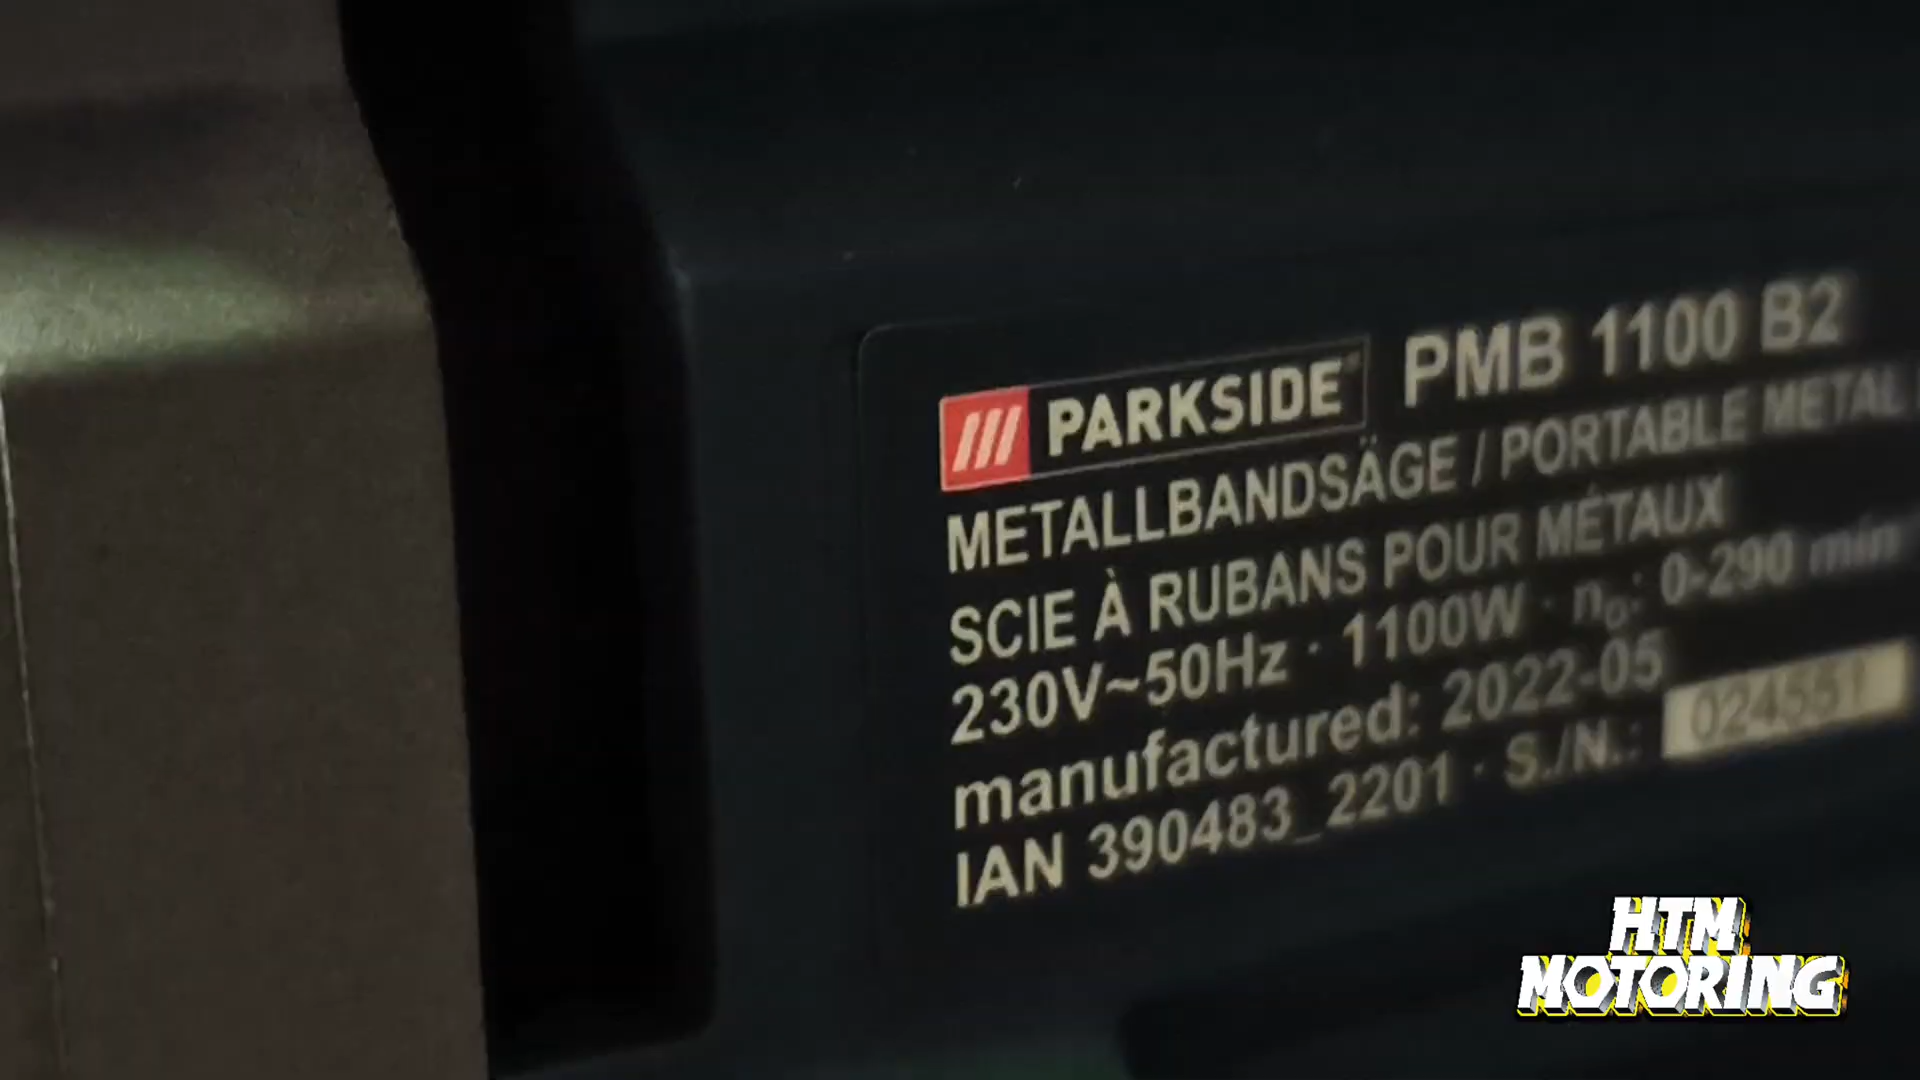 PARKSIDE® PMB 1100 B2
METALLBANDSÄGE / PORTABLE METAL
SCIE À RUBANS POUR MÉTAUX
230V~50Hz · 1100W · n₀: 0-290 min
manufactured: 2022-05
IAN 390483_2201 · S./N.: 024551
HTM
MOTORING